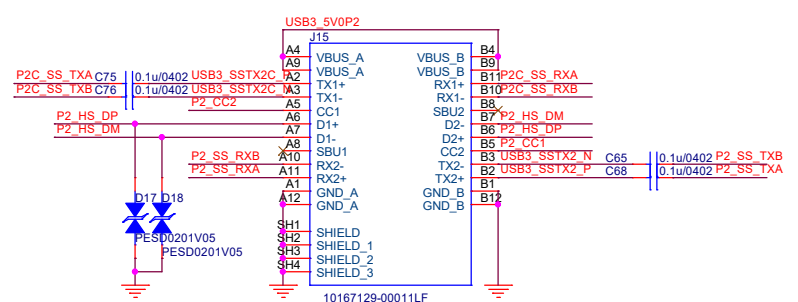 USB3_5V0P2
J15
A4 VBUS_A VBUS_B B4
A9 VBUS_A VBUS_B B9
P2C_SS_TXA C75 0.1u/0402 USB3_SSTX2C_P A2 TX1+ RX1+ B11 P2C_SS_RXA
P2C_SS_TXB C76 0.1u/0402 USB3_SSTX2C_N A3 TX1- RX1- B10 P2C_SS_RXB
P2_CC2 A5 CC1 SBU2 B8
P2_HS_DP A6 D1+ D2- B7 P2_HS_DM
P2_HS_DM A7 D1- D2+ B6 P2_HS_DP
A8 SBU1 CC2 B5 P2_CC1
P2_SS_RXB A10 RX2- TX2- B3 USB3_SSTX2_N C65 0.1u/0402 P2_SS_TXB
P2_SS_RXA A11 RX2+ TX2+ B2 USB3_SSTX2_P C68 0.1u/0402 P2_SS_TXA
A1 GND_A GND_B B1
A12 GND_A GND_B B12
D17 D18
SH1 SHIELD
SH2 SHIELD_1
SH3 SHIELD_2
SH4 SHIELD_3
PESD0201V05
PESD0201V05
10167129-00011LF